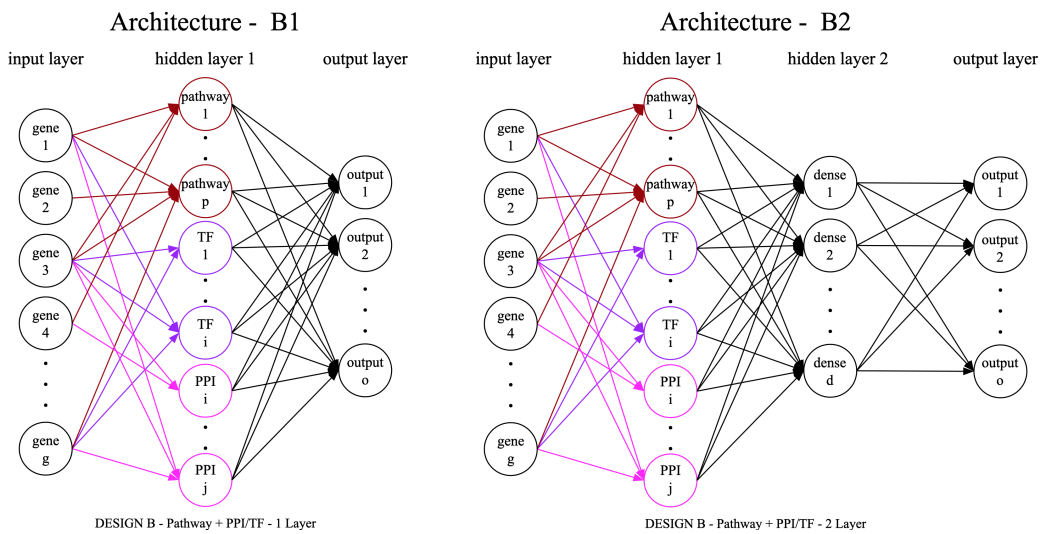 Architecture - B1
input layer
hidden layer 1
output layer
gene
1
gene
2
gene
3
gene
4
gene
g
pathway
1
pathway
p
TF
1
TF
i
PPI
i
PPI
j
output
1
output
2
output
o
DESIGN B - Pathway + PPI/TF - 1 Layer
Architecture - B2
input layer
hidden layer 1
hidden layer 2
output layer
gene
1
gene
2
gene
3
gene
4
gene
g
pathway
1
pathway
p
TF
1
TF
i
PPI
i
PPI
j
dense
1
dense
2
dense
d
output
1
output
2
output
o
DESIGN B - Pathway + PPI/TF - 2 Layer